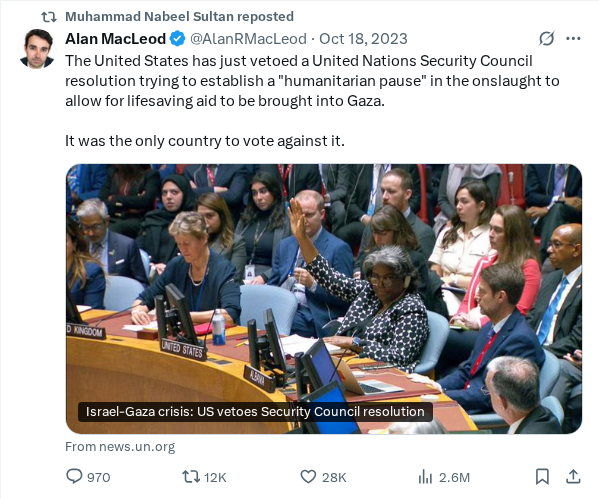 Muhammad Nabeel Sultan reposted
Alan MacLeod @AlanRMacLeod · Oct 18, 2023
The United States has just vetoed a United Nations Security Council
resolution trying to establish a "humanitarian pause" in the onslaught to
allow for lifesaving aid to be brought into Gaza.
It was the only country to vote against it.
D KINGDOM
UNITED STATES
ALBANIA
Israel-Gaza crisis: US vetoes Security Council resolution
From news.un.org
970 12K 28K 2.6M